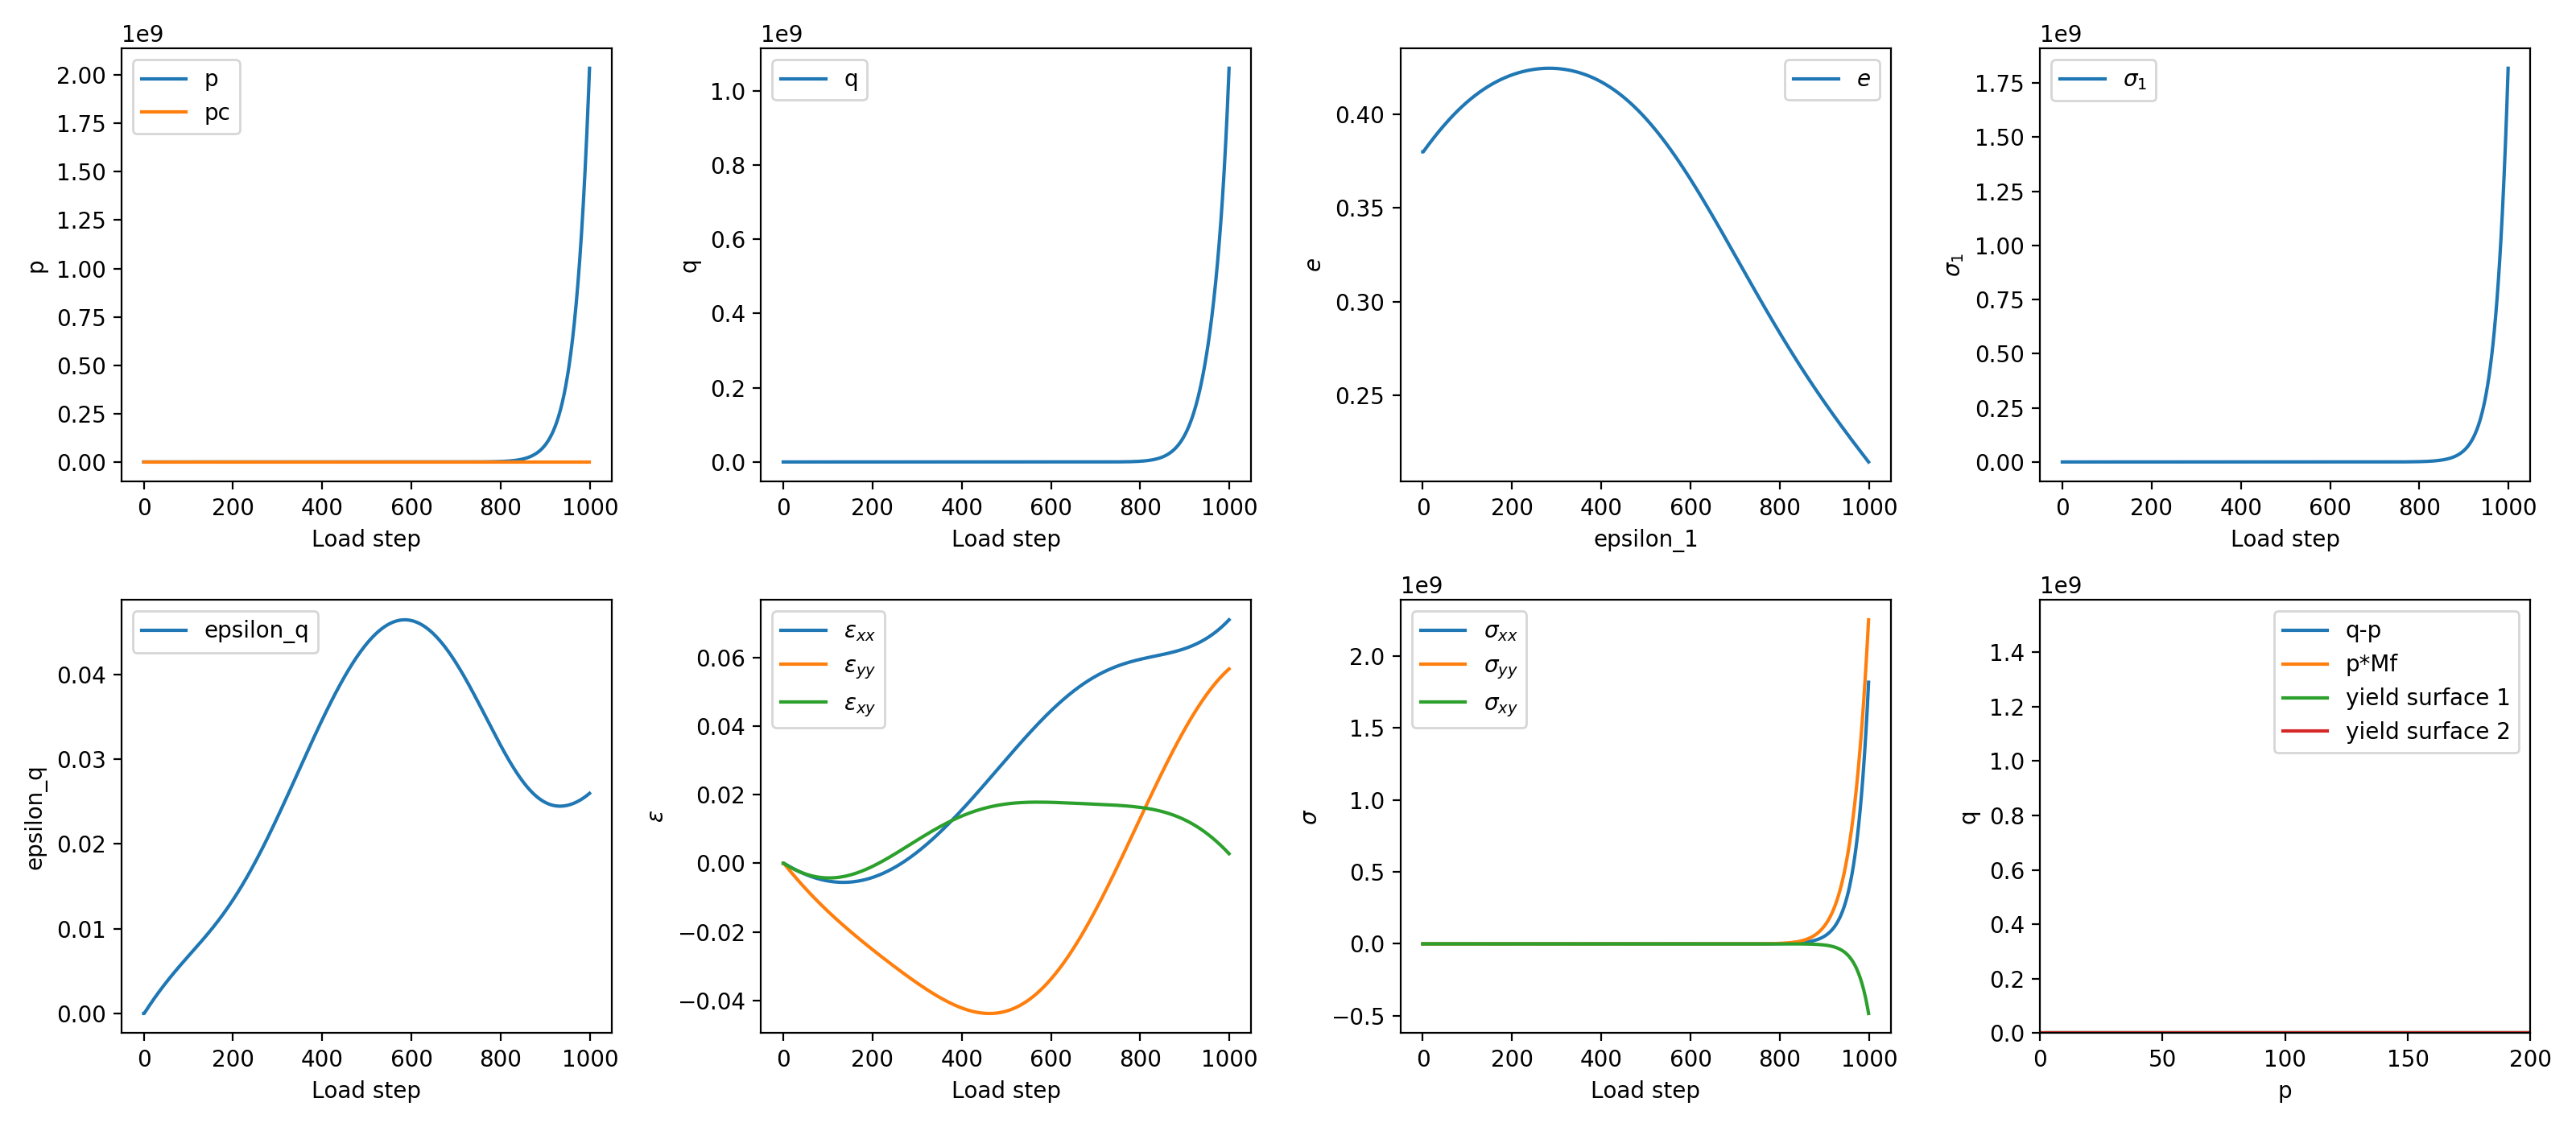 1e9
2.00
1.75
1.50
1.25
1.00
0.75
0.50
0.25
0.00
p
p
pc
0 200 400 600 800 1000
Load step
1e9
1.0
0.8
0.6
0.4
0.2
0.0
q
q
0 200 400 600 800 1000
Load step
0.40
0.35
0.30
0.25
e
e
0 200 400 600 800 1000
epsilon_1
1e9
1.75
1.50
1.25
1.00
0.75
0.50
0.25
0.00
σ₁
σ₁
0 200 400 600 800 1000
Load step
0.04
0.03
0.02
0.01
0.00
epsilon_q
epsilon_q
0 200 400 600 800 1000
Load step
0.06
0.04
0.02
0.00
−0.02
−0.04
ε
ε_xx
ε_yy
ε_xy
0 200 400 600 800 1000
Load step
1e9
2.0
1.5
1.0
0.5
0.0
−0.5
σ
σ_xx
σ_yy
σ_xy
0 200 400 600 800 1000
Load step
1e9
1.4
1.2
1.0
0.8
0.6
0.4
0.2
0.0
q
q-p
p*Mf
yield surface 1
yield surface 2
0 50 100 150 200
p